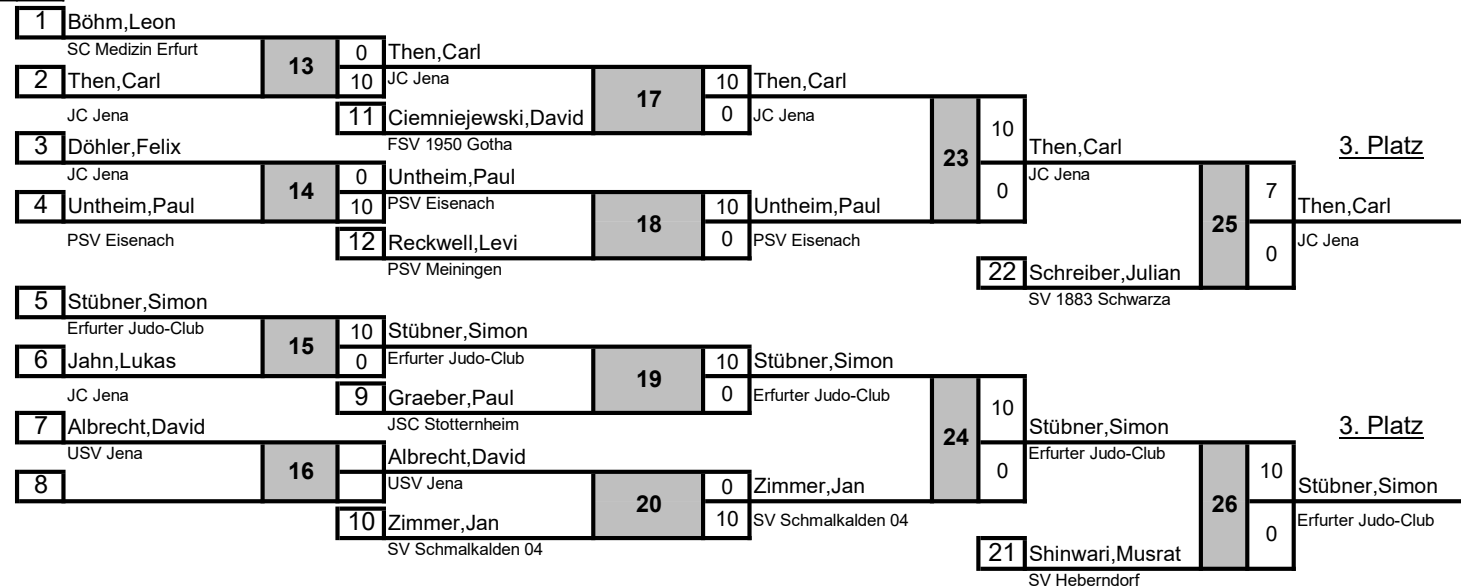 1 Böhm,Leon
SC Medizin Erfurt
13
0 Then,Carl
10 JC Jena
2 Then,Carl
JC Jena
17
10 Then,Carl
0 JC Jena
11 Ciemniejewski,David
FSV 1950 Gotha
3 Döhler,Felix
JC Jena
14
0 Untheim,Paul
10 PSV Eisenach
4 Untheim,Paul
PSV Eisenach
18
10 Untheim,Paul
0 PSV Eisenach
12 Reckwell,Levi
PSV Meiningen
23
10
0
Then,Carl
JC Jena
3. Platz
25
7
0
Then,Carl
JC Jena
22 Schreiber,Julian
SV 1883 Schwarza
5 Stübner,Simon
Erfurter Judo-Club
15
10 Stübner,Simon
0 Erfurter Judo-Club
6 Jahn,Lukas
JC Jena
19
10 Stübner,Simon
0 Erfurter Judo-Club
9 Graeber,Paul
JSC Stotternheim
7 Albrecht,David
USV Jena
16
Albrecht,David
USV Jena
8
20
0 Zimmer,Jan
10 SV Schmalkalden 04
10 Zimmer,Jan
SV Schmalkalden 04
24
10
0
Stübner,Simon
Erfurter Judo-Club
3. Platz
26
10
0
Stübner,Simon
Erfurter Judo-Club
21 Shinwari,Musrat
SV Heberndorf